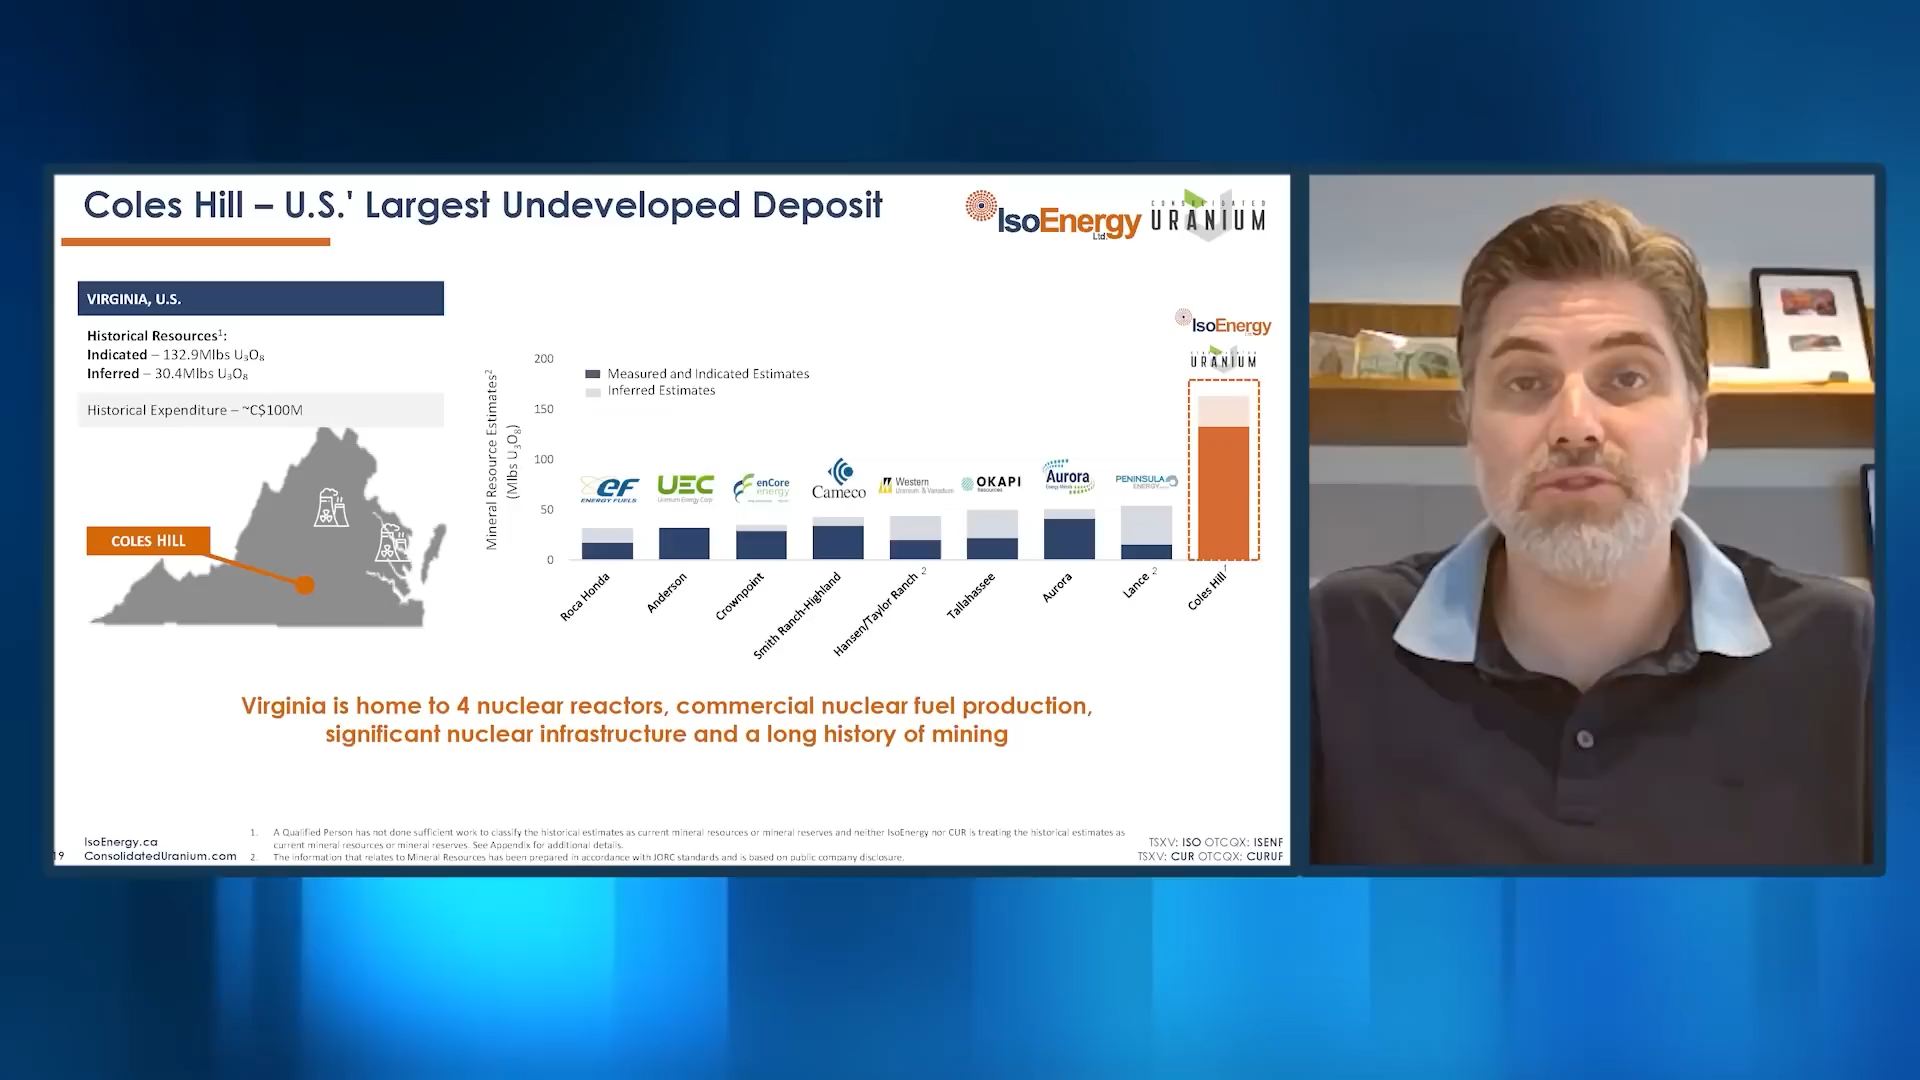 Coles Hill – U.S.' Largest Undeveloped Deposit
IsoEnergy
Ltd.
CONSOLIDATED
URANIUM
VIRGINIA, U.S.
Historical Resources¹:
Indicated – 132.9Mlbs U₃O₈
Inferred – 30.4Mlbs U₃O₈
Historical Expenditure – ~C$100M
COLES HILL
Mineral Resource Estimates²
(Mlbs U₃O₈)
200
150
100
50
0
Measured and Indicated Estimates
Inferred Estimates
IsoEnergy
URANIUM
ef
ENERGY FUELS
UEC
Uranium Energy Corp
enCore
energy
Cameco
Western
Uranium & Vanadium
OKAPI
Resources
Aurora
Energy Metals
PENINSULA
ENERGY
Roca Honda
Anderson
Crownpoint
Smith Ranch-Highland
Hansen/Taylor Ranch ²
Tallahassee
Aurora
Lance ²
Coles Hill¹
Virginia is home to 4 nuclear reactors, commercial nuclear fuel production,
significant nuclear infrastructure and a long history of mining
1. A Qualified Person has not done sufficient work to classify the historical estimates as current mineral resources or mineral reserves and neither IsoEnergy nor CUR is treating the historical estimates as
current mineral resources or mineral reserves. See Appendix for additional details.
2. The information that relates to Mineral Resources has been prepared in accordance with JORC standards and is based on public company disclosure.
IsoEnergy.ca
19 ConsolidatedUranium.com
TSXV: ISO OTCQX: ISENF
TSXV: CUR OTCQX: CURUF